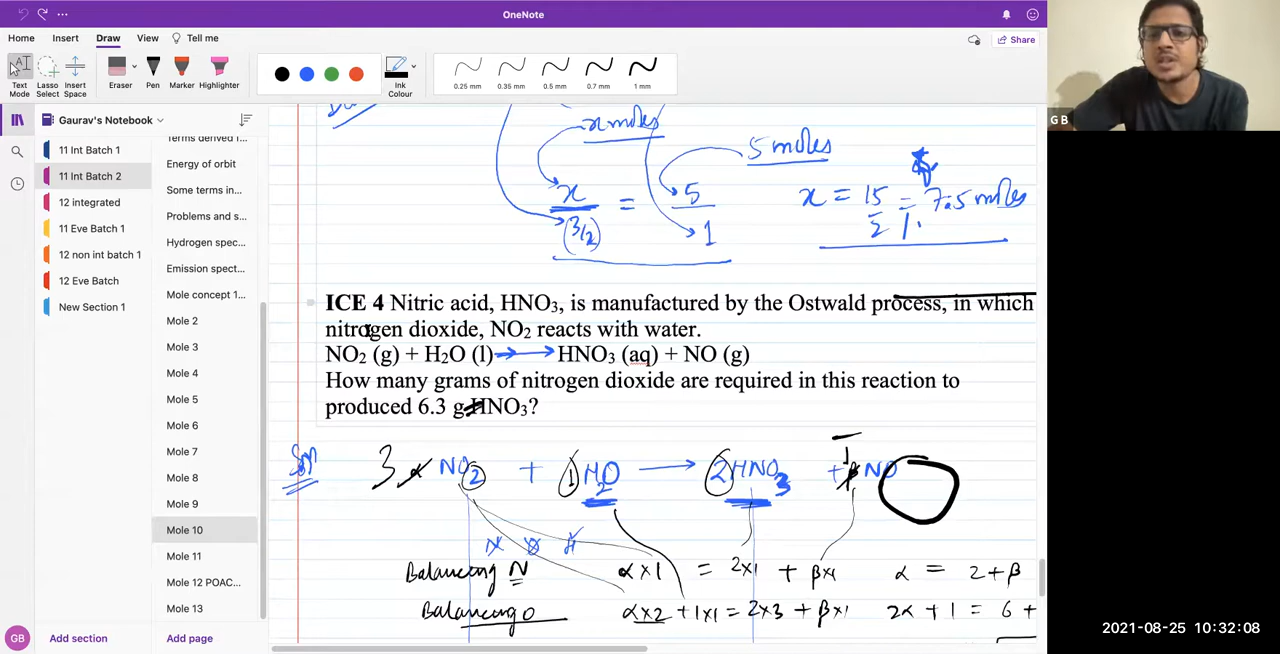 OneNote
Home Insert Draw View Tell me
Share
Text Mode
Lasso Select
Insert Space
Eraser
Pen
Marker
Highlighter
Ink Colour
0.25 mm 0.35 mm 0.5 mm 0.7 mm 1 mm
GB
Gaurav's Notebook
11 Int Batch 1
11 Int Batch 2
12 integrated
11 Eve Batch 1
12 non int batch 1
12 Eve Batch
New Section 1
Terms derived i...
Energy of orbit
Some terms in...
Problems and s...
Hydrogen spec...
Emission spect...
Mole concept 1...
Mole 2
Mole 3
Mole 4
Mole 5
Mole 6
Mole 7
Mole 8
Mole 9
Mole 10
Mole 11
Mole 12 POAC...
Mole 13
GB
Add section
Add page
x moles
5 moles
x/(3/2) = 5/1
x = 15/2 = 7.5 moles
ICE 4 Nitric acid, HNO3, is manufactured by the Ostwald process, in which
nitrogen dioxide, NO2 reacts with water.
NO2 (g) + H2O (l) → HNO3 (aq) + NO (g)
How many grams of nitrogen dioxide are required in this reaction to
produced 6.3 g HNO3?
Sol
3 NO2 + 1 H2O → 2 HNO3 + 1 NO
N O H
Balancing N α×1 = 2×1 + β×1 α = 2+β
Balancing O α×2 + 1×1 = 2×3 + β×1 2α + 1 = 6 +
2021-08-25 10:32:08